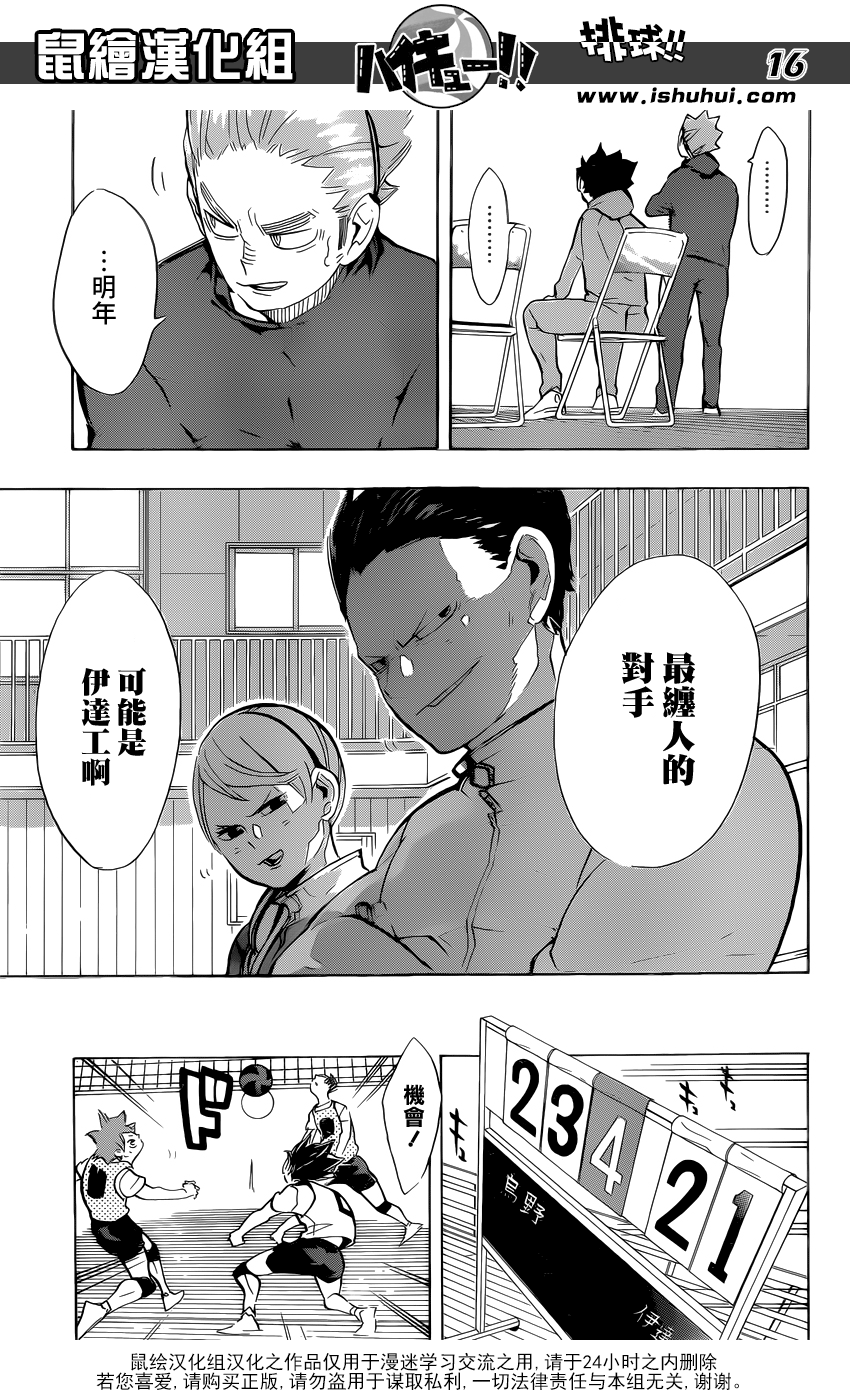 鼠繪漢化組
ハイキュー!!
排球!!
16
www.ishuhui.com
………
………
…明年
最纏人的
對手
可能是
伊達工啊
23 4 21
烏野
伊達
機會！
ドッ
鼠绘汉化组汉化之作品仅用于漫迷学习交流之用,请于24小时之内删除
若您喜爱,请购买正版,请勿盗用于谋取私利,一切法律责任与本组无关,谢谢。